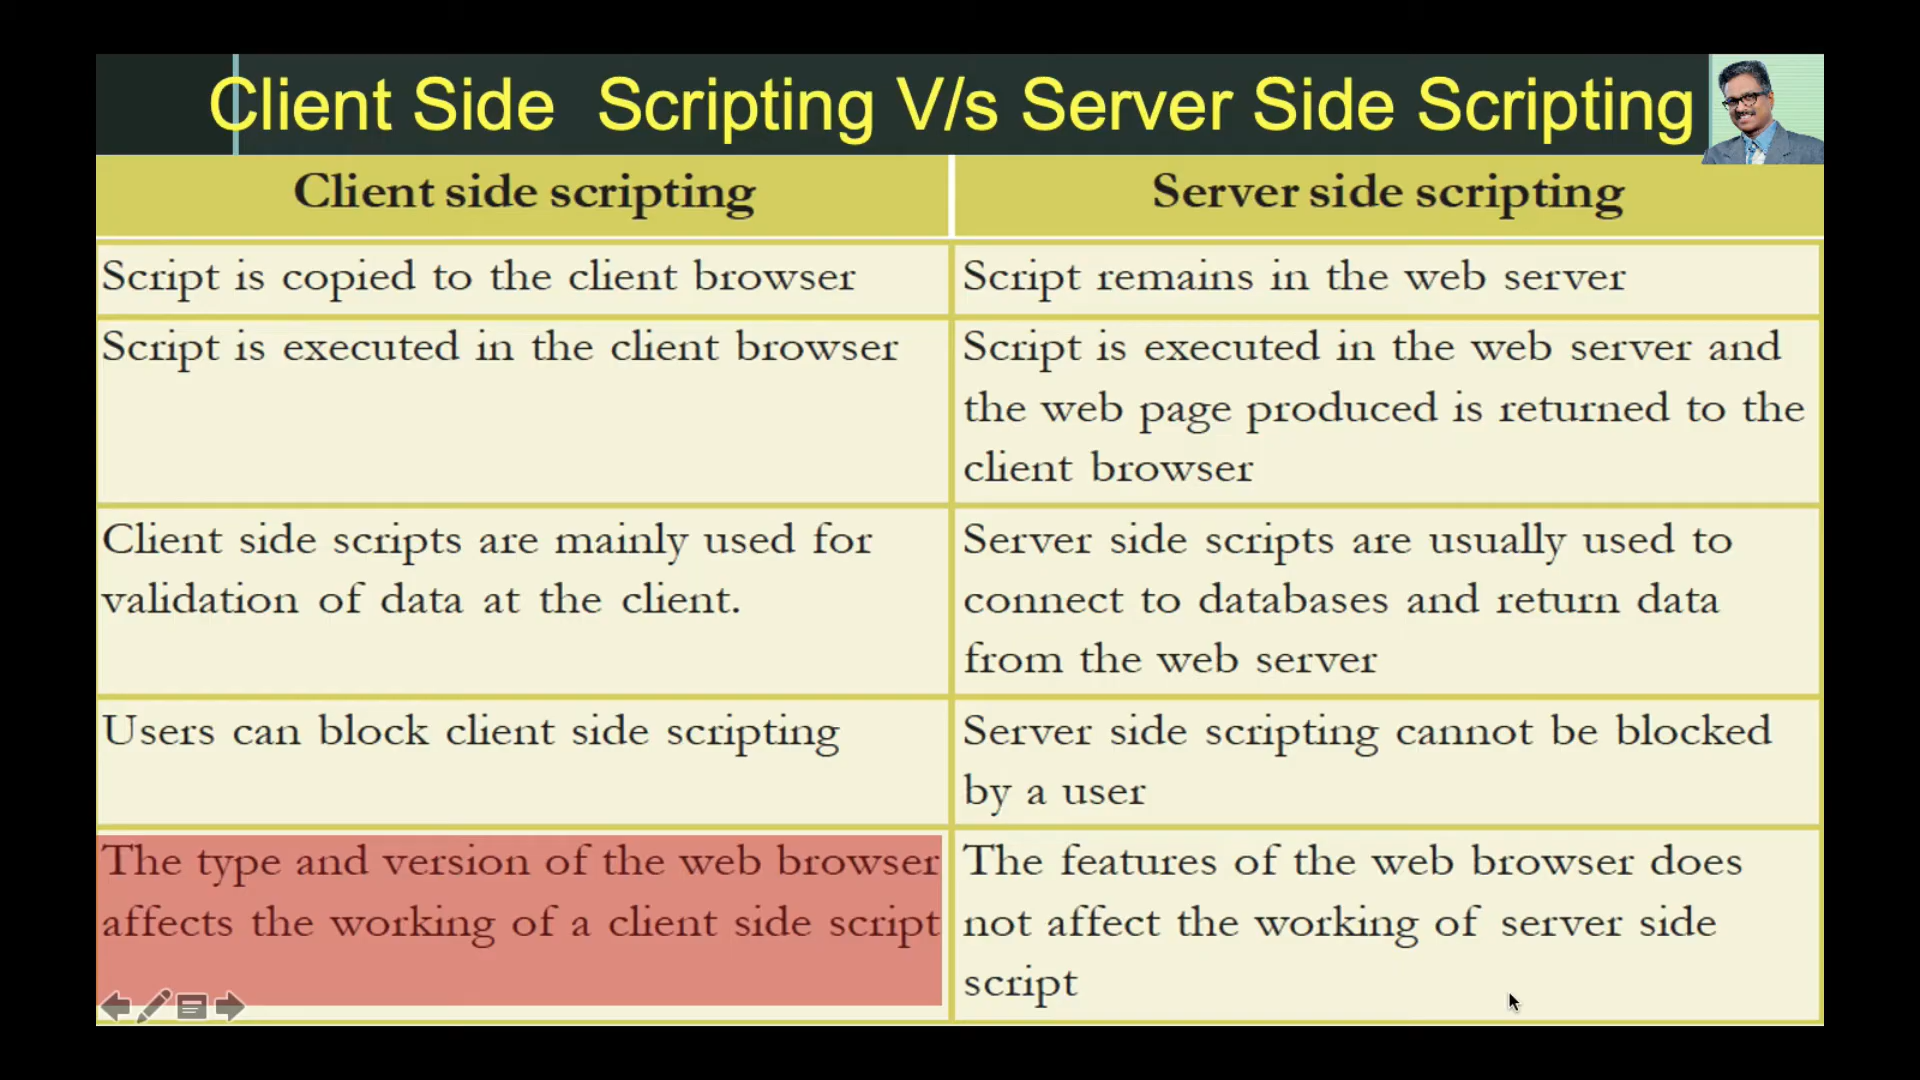 Client Side Scripting V/s Server Side Scripting
Client side scripting
Server side scripting
Script is copied to the client browser
Script remains in the web server
Script is executed in the client browser
Script is executed in the web server and
the web page produced is returned to the
client browser
Client side scripts are mainly used for
validation of data at the client.
Server side scripts are usually used to
connect to databases and return data
from the web server
Users can block client side scripting
Server side scripting cannot be blocked
by a user
The type and version of the web browser
affects the working of a client side script
The features of the web browser does
not affect the working of server side
script